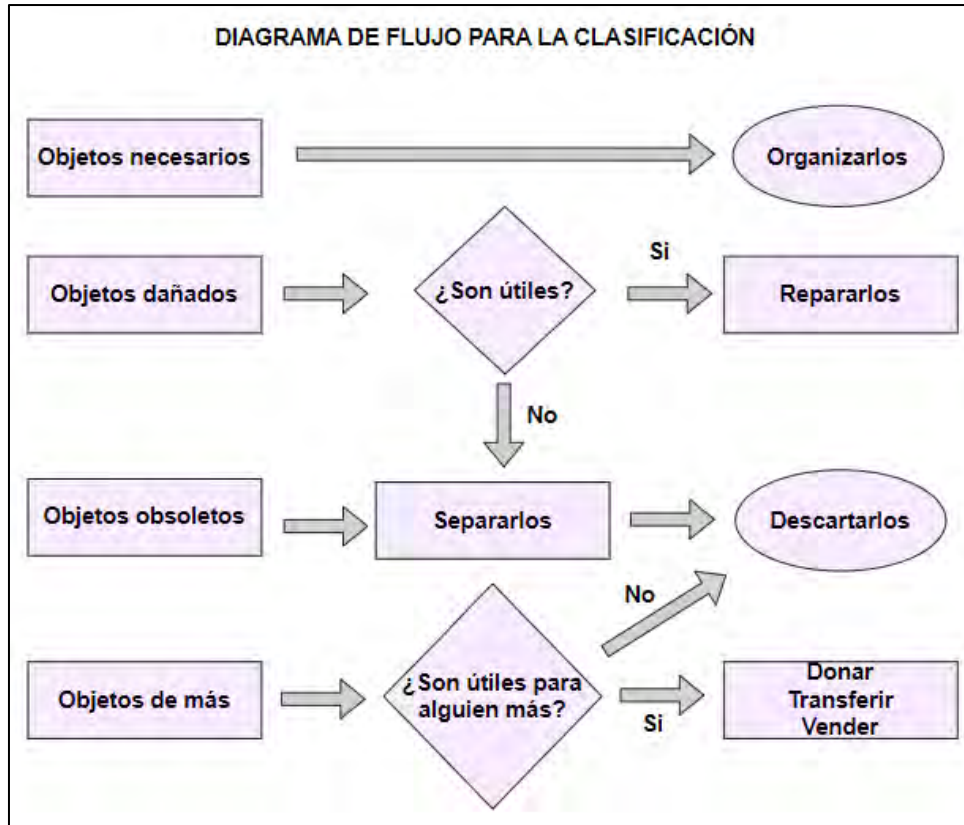 DIAGRAMA DE FLUJO PARA LA CLASIFICACIÓN
Objetos necesarios
Organizarlos
Objetos dañados
¿Son útiles?
Si
Repararlos
No
Objetos obsoletos
Separarlos
Descartarlos
No
Objetos de más
¿Son útiles para
alguien más?
Si
Donar
Transferir
Vender